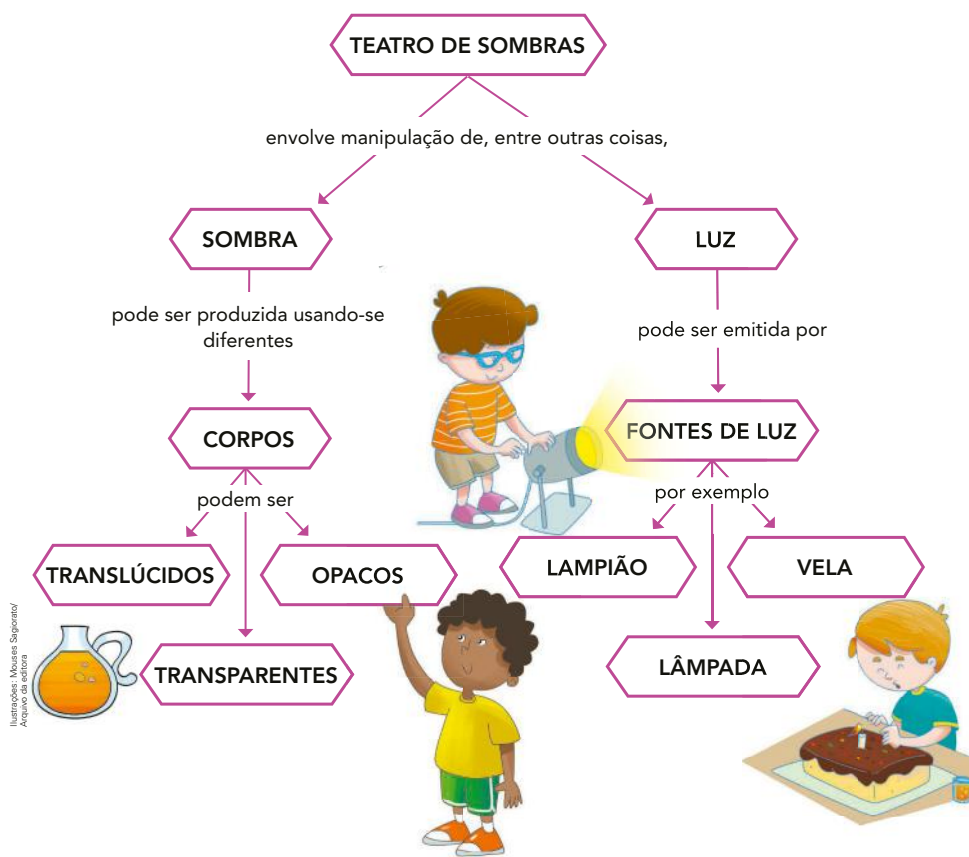 TEATRO DE SOMBRAS
envolve manipulação de, entre outras coisas,
SOMBRA
LUZ
pode ser produzida usando-se
diferentes
pode ser emitida por
CORPOS
FONTES DE LUZ
podem ser
por exemplo
TRANSLÚCIDOS
OPACOS
LAMPIÃO
VELA
TRANSPARENTES
LÂMPADA
Ilustrações: Mouses Sagiorato/
Arquivo da editora